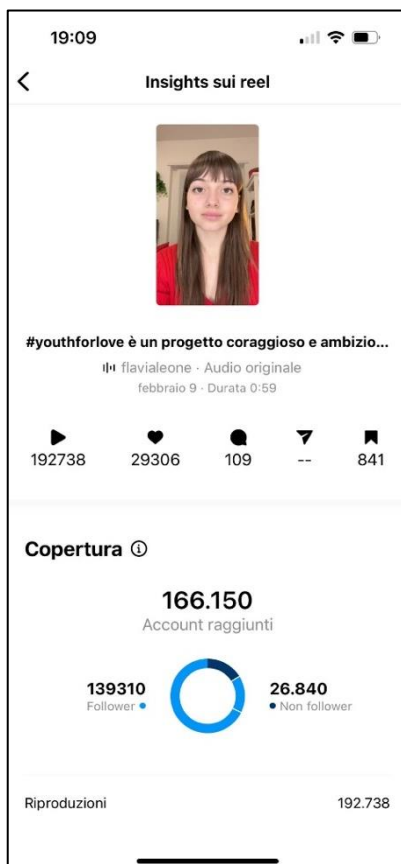 19:09
Insights sui reel
#youthforlove è un progetto coraggioso e ambizio...
flavialeone · Audio originale
febbraio 9 · Durata 0:59
192738 29306 109 -- 841
Copertura
166.150
Account raggiunti
139310 26.840
Follower Non follower
Riproduzioni 192.738